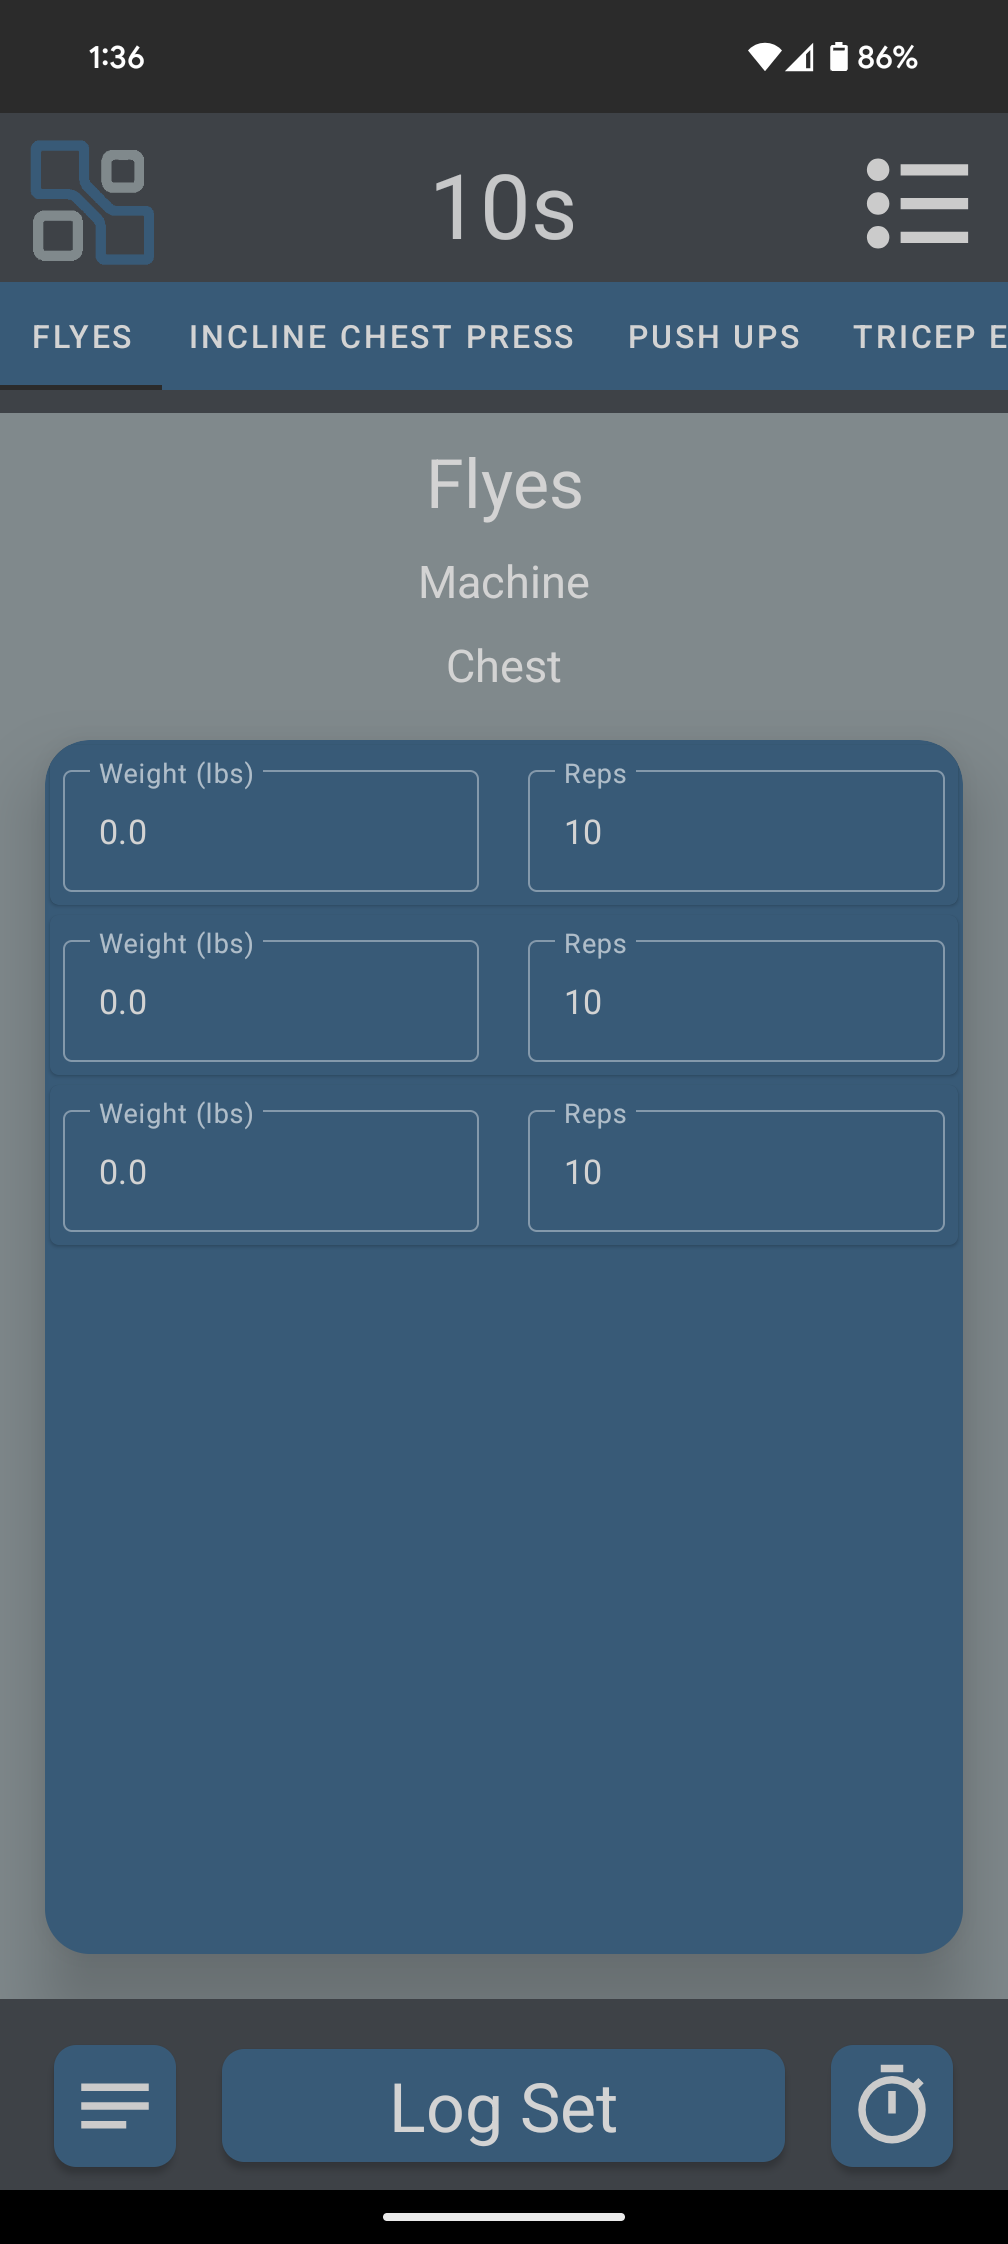 1:36 86%
10s
FLYES INCLINE CHEST PRESS PUSH UPS TRICEP E
Flyes
Machine
Chest
Weight (lbs) Reps
0.0 10
Weight (lbs) Reps
0.0 10
Weight (lbs) Reps
0.0 10
Log Set